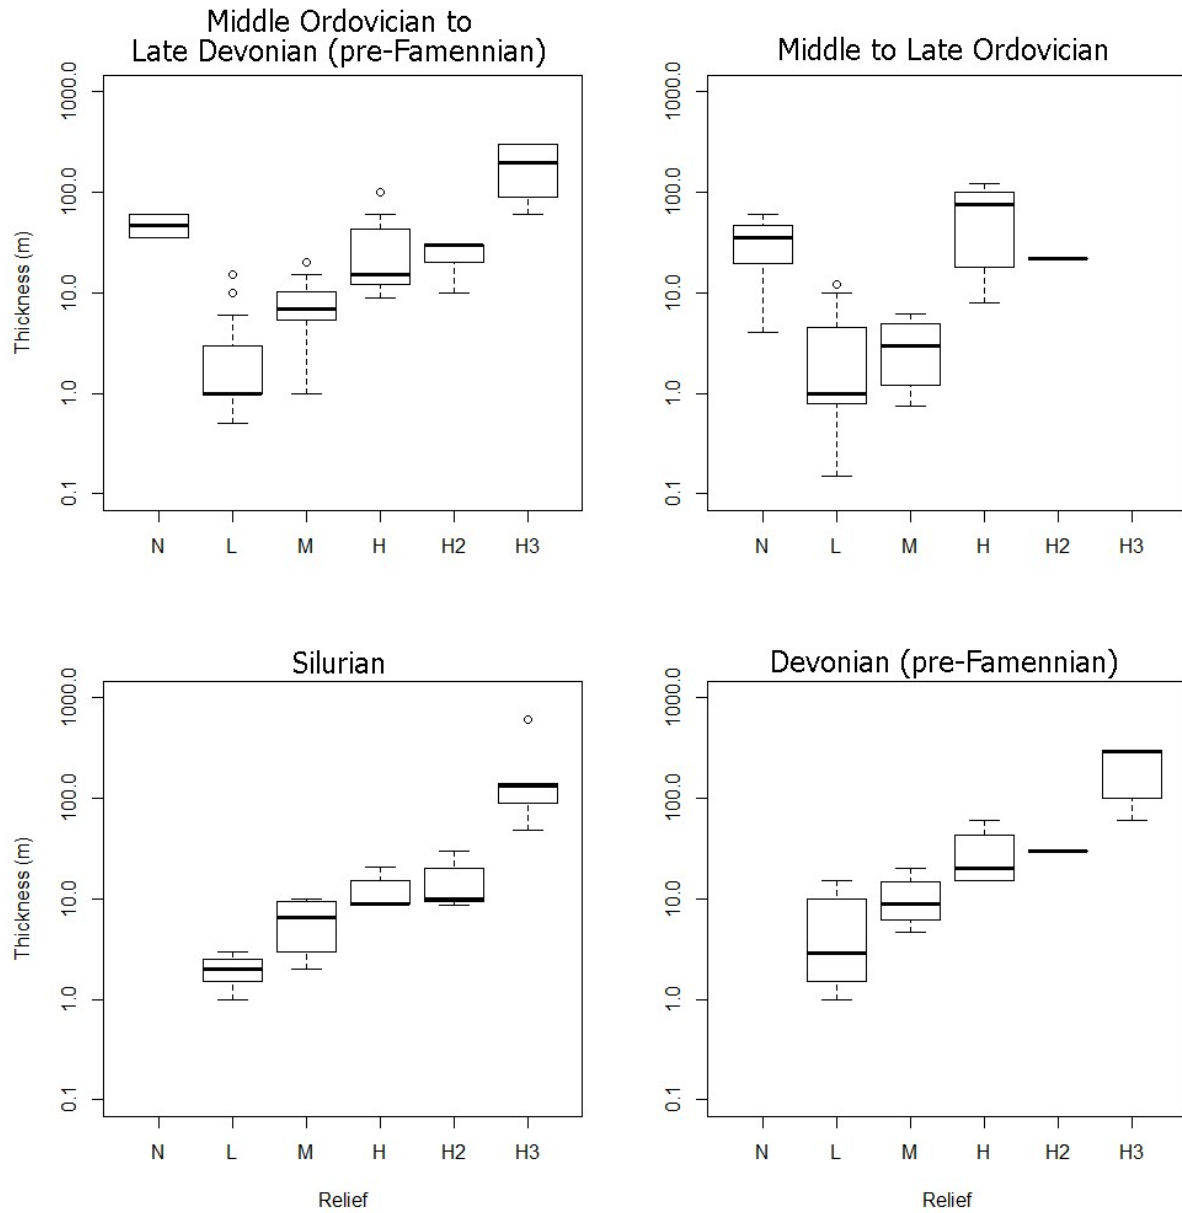 Middle Ordovician to
Late Devonian (pre-Famennian)
Thickness (m)
1000.0
100.0
10.0
1.0
0.1
N L M H H2 H3
Middle to Late Ordovician
1000.0
100.0
10.0
1.0
0.1
N L M H H2 H3
Silurian
Thickness (m)
1000.0
100.0
10.0
1.0
0.1
N L M H H2 H3
Relief
Devonian (pre-Famennian)
1000.0
100.0
10.0
1.0
0.1
N L M H H2 H3
Relief